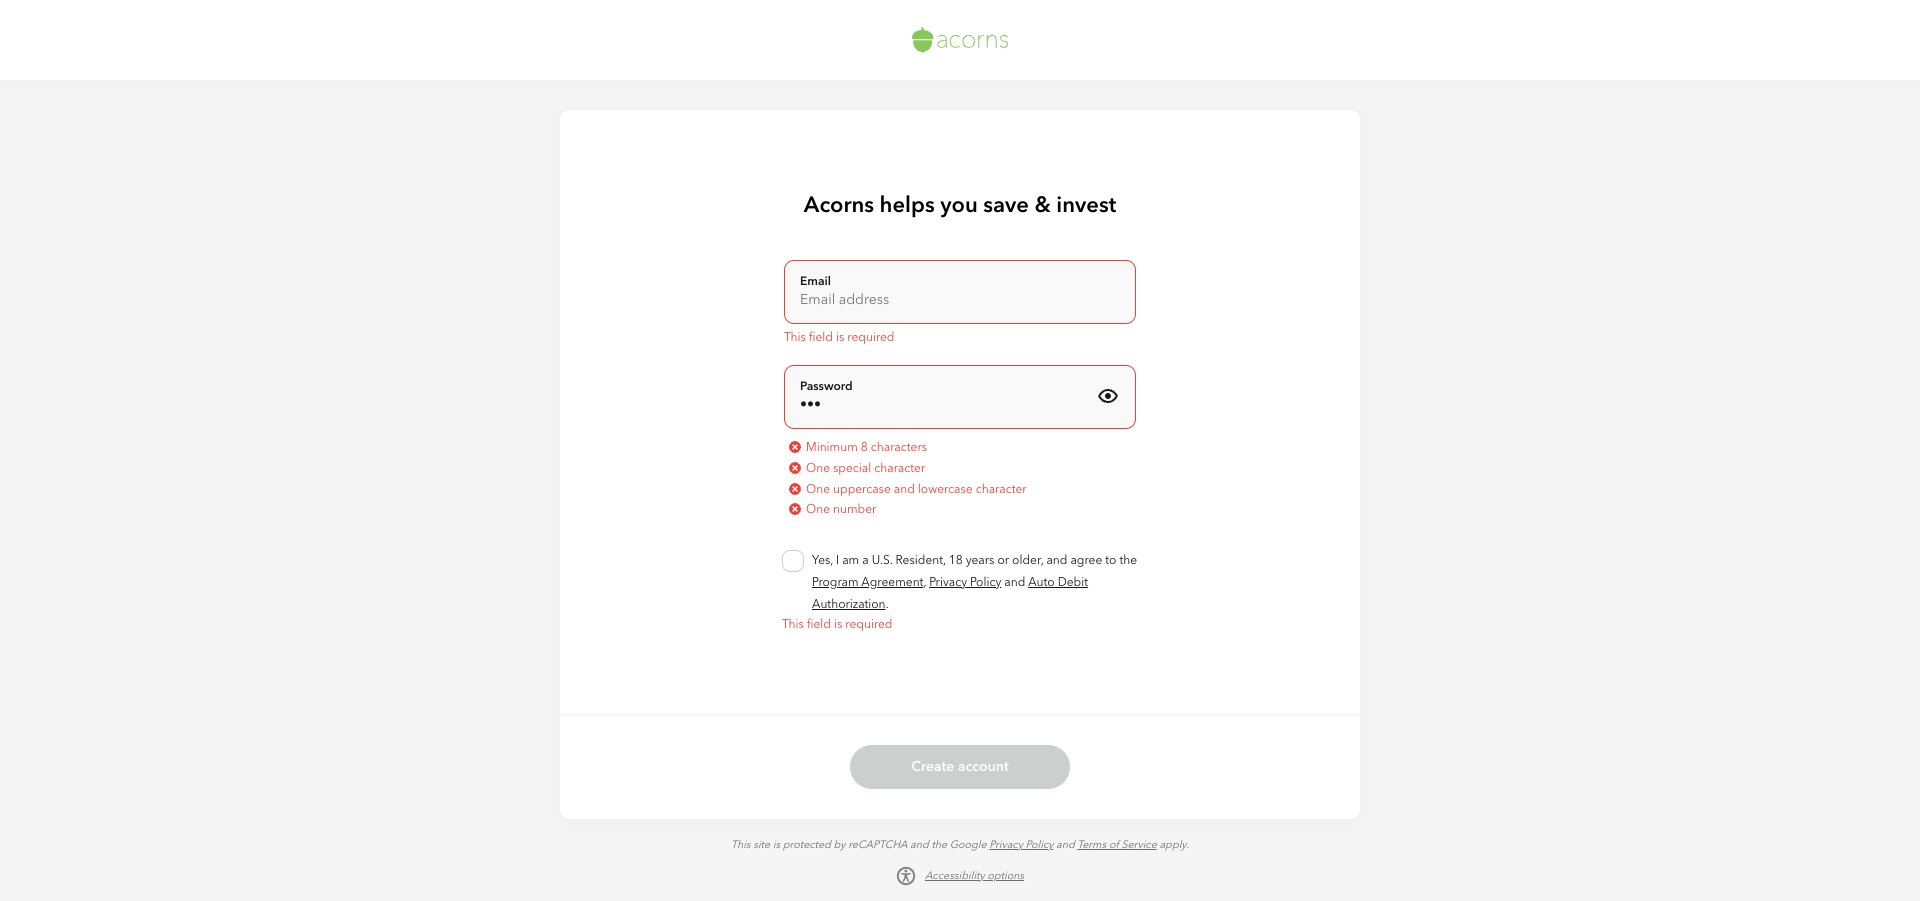 acorns
Acorns helps you save & invest
Email
Email address
This field is required
Password
•••
Minimum 8 characters
One special character
One uppercase and lowercase character
One number
Yes, I am a U.S. Resident, 18 years or older, and agree to the
Program Agreement, Privacy Policy and Auto Debit
Authorization.
This field is required
Create account
This site is protected by reCAPTCHA and the Google Privacy Policy and Terms of Service apply.
Accessibility options